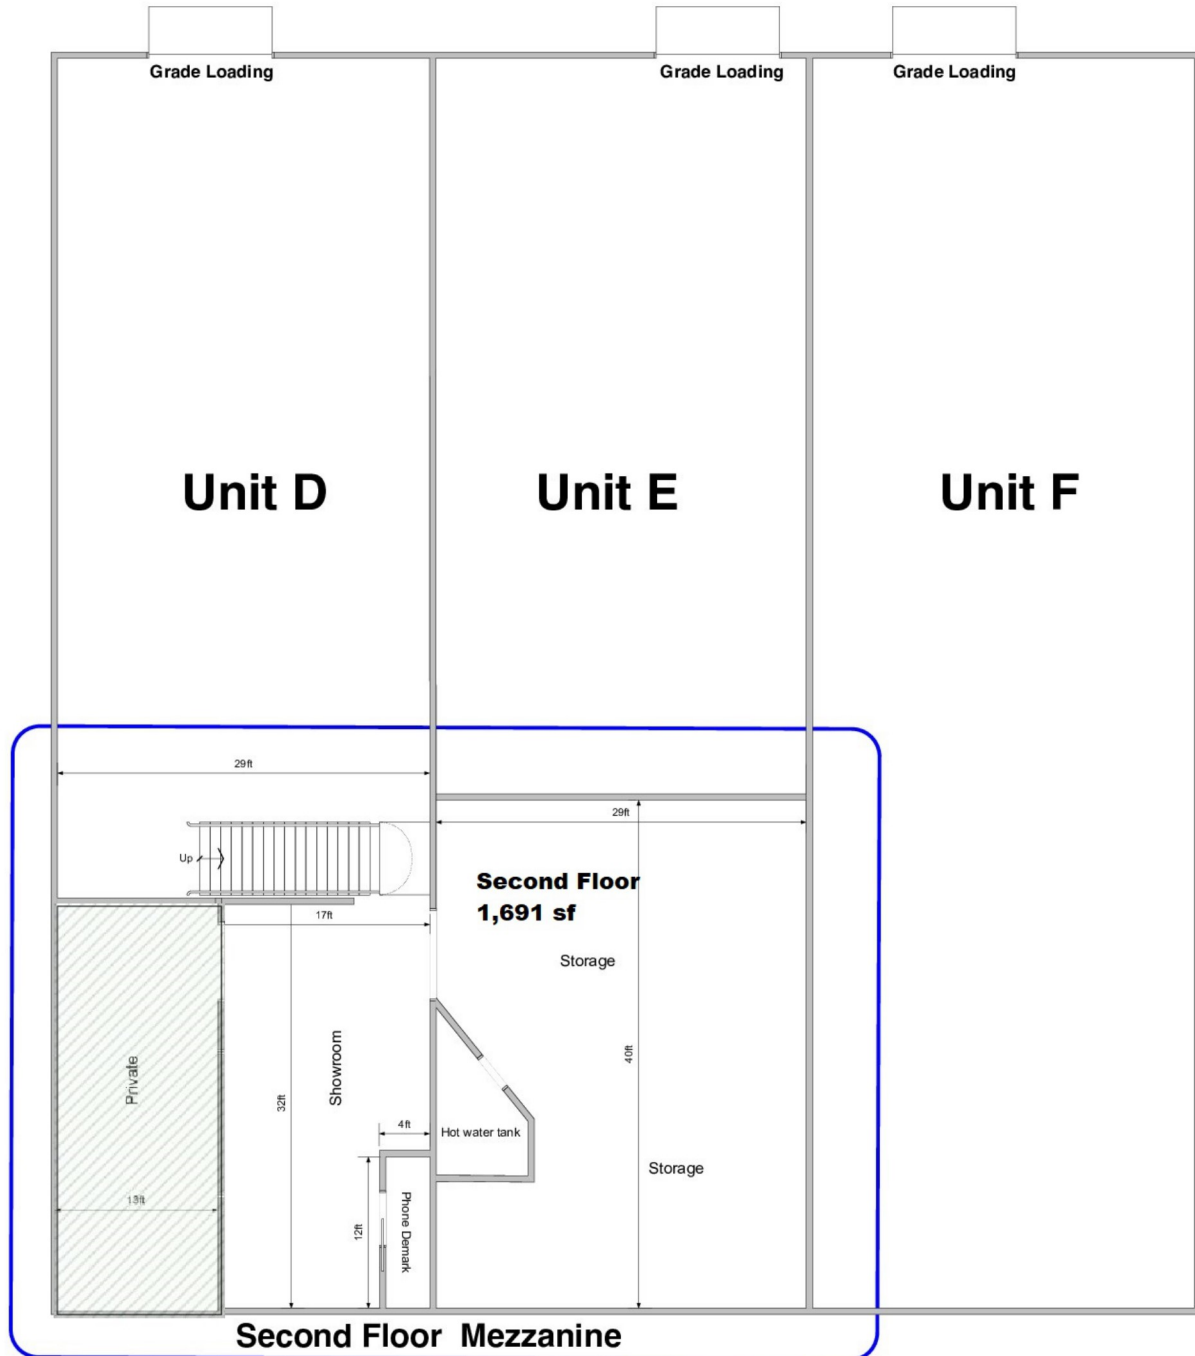 Grade Loading
Grade Loading
Grade Loading
Unit D
Unit E
Unit F
29ft
29ft
Up
Second Floor
1,691 sf
17ft
Storage
Showroom
Private
40ft
32ft
4ft
Hot water tank
Storage
13ft
12ft
Phone Demark
Second Floor Mezzanine